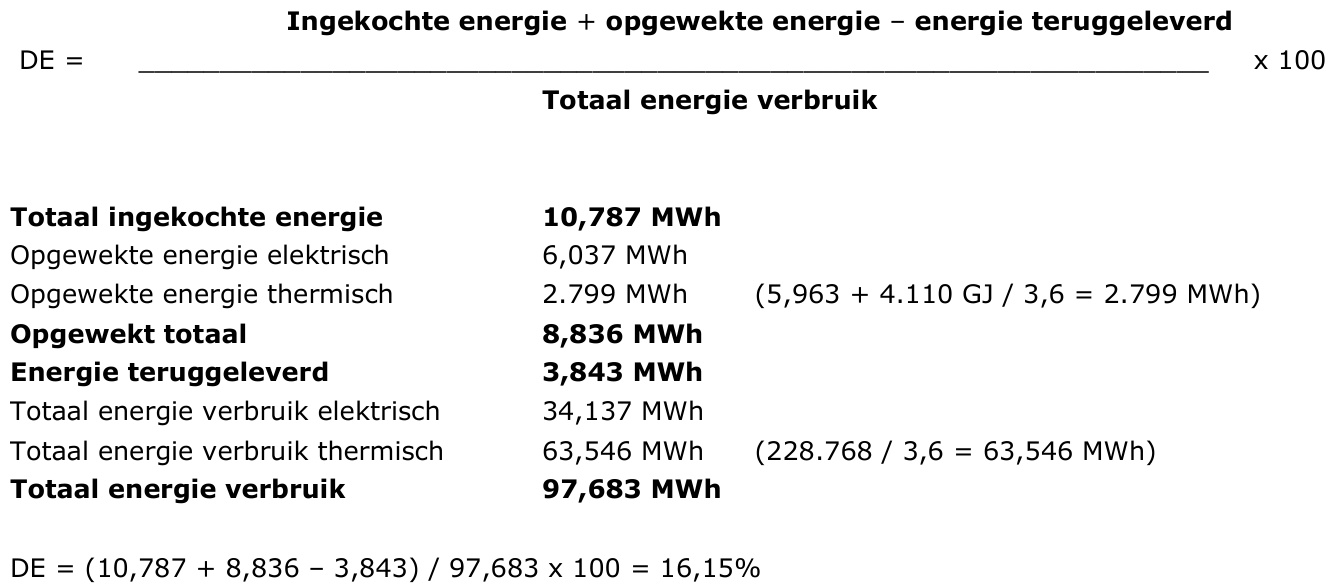 Ingekochte energie + opgewekte energie – energie teruggeleverd
DE = ______________________________________________________________________ x 100
Totaal energie verbruik
Totaal ingekochte energie 10,787 MWh
Opgewekte energie elektrisch 6,037 MWh
Opgewekte energie thermisch 2.799 MWh (5,963 + 4.110 GJ / 3,6 = 2.799 MWh)
Opgewekt totaal 8,836 MWh
Energie teruggeleverd 3,843 MWh
Totaal energie verbruik elektrisch 34,137 MWh
Totaal energie verbruik thermisch 63,546 MWh (228.768 / 3,6 = 63,546 MWh)
Totaal energie verbruik 97,683 MWh
DE = (10,787 + 8,836 – 3,843) / 97,683 x 100 = 16,15%